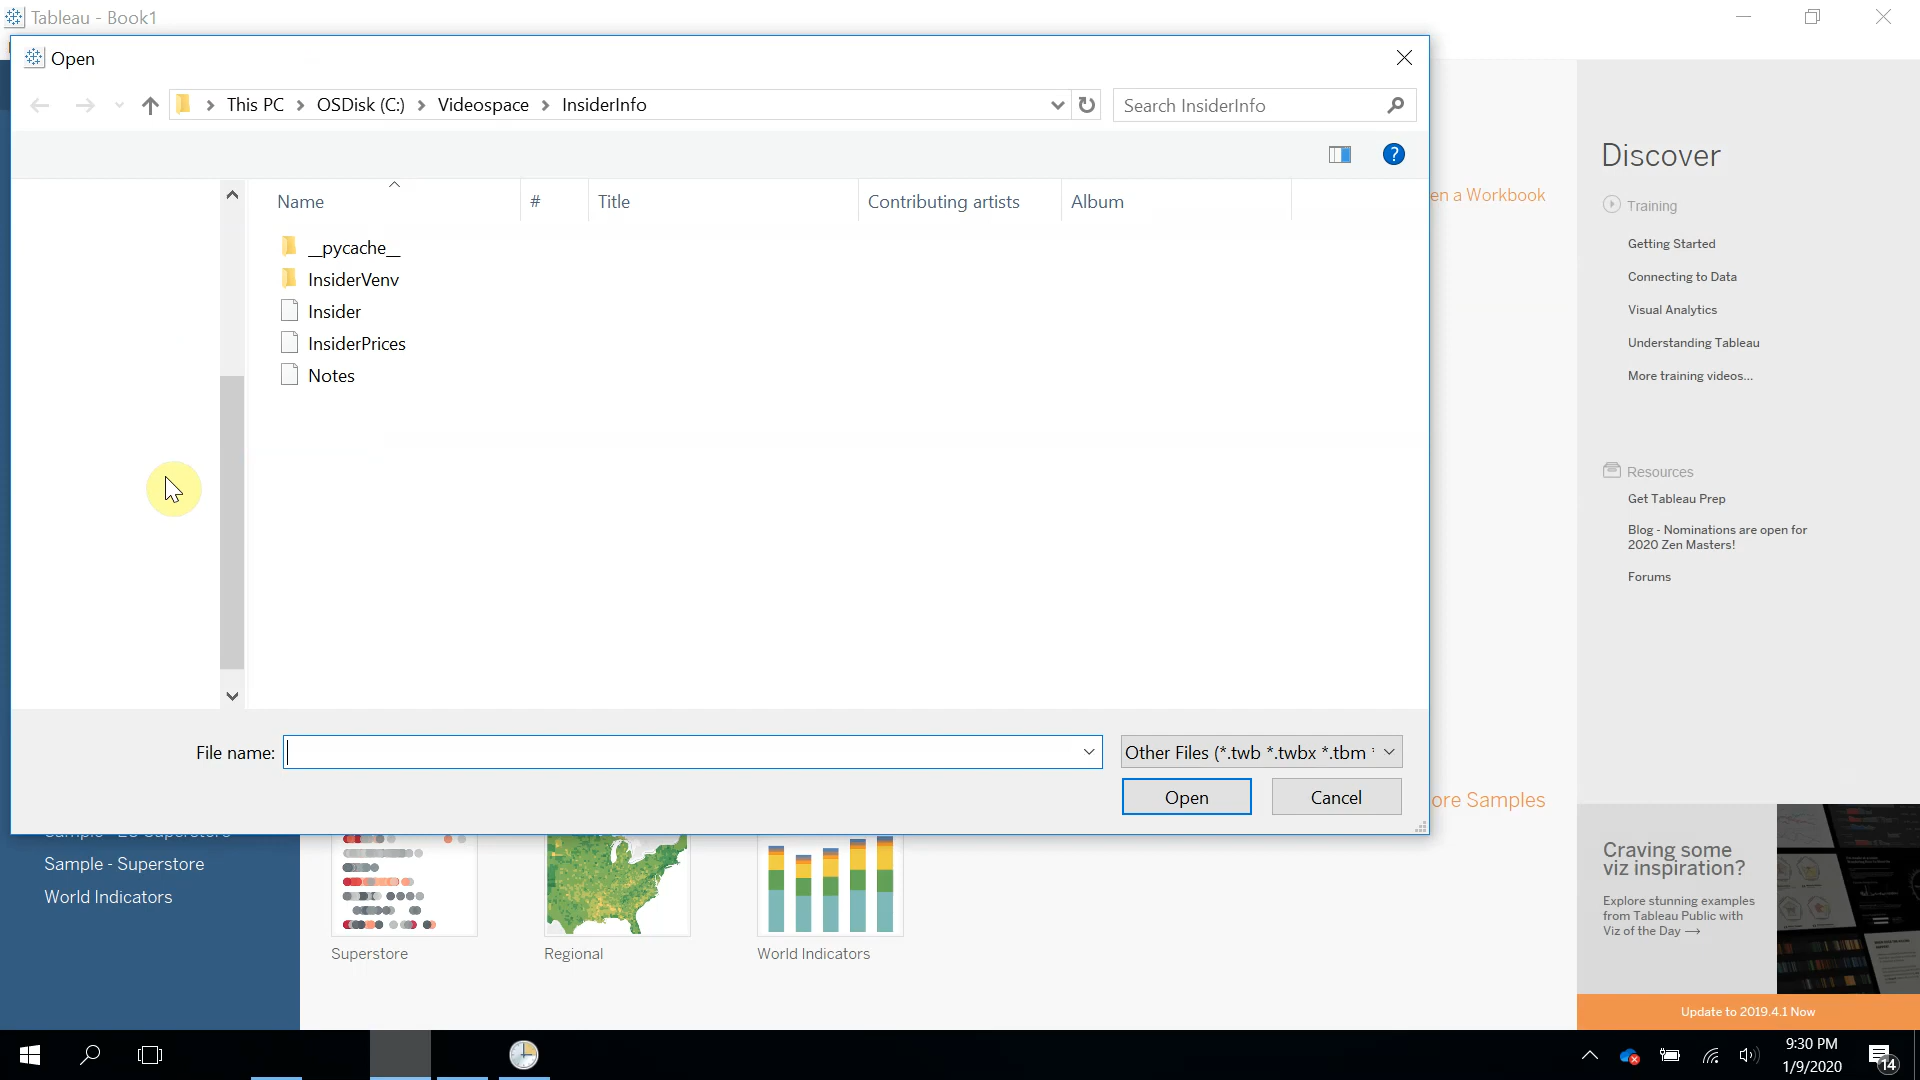 Tableau - Book1
Open
This PC > OSDisk (C:) > Videospace > InsiderInfo
Search InsiderInfo
?
Name
#
Title
Contributing artists
Album
__pycache__
InsiderVenv
Insider
InsiderPrices
Notes
File name:
Other Files (*.twb *.twbx *.tbm
Open
Cancel
en a Workbook
ore Samples
Sample - Superstore
World Indicators
Superstore
Regional
World Indicators
Discover
Training
Getting Started
Connecting to Data
Visual Analytics
Understanding Tableau
More training videos...
Resources
Get Tableau Prep
Blog - Nominations are open for
2020 Zen Masters!
Forums
Craving some
viz inspiration?
Explore stunning examples
from Tableau Public with
Viz of the Day →
Update to 2019.4.1 Now
9:30 PM
1/9/2020
14